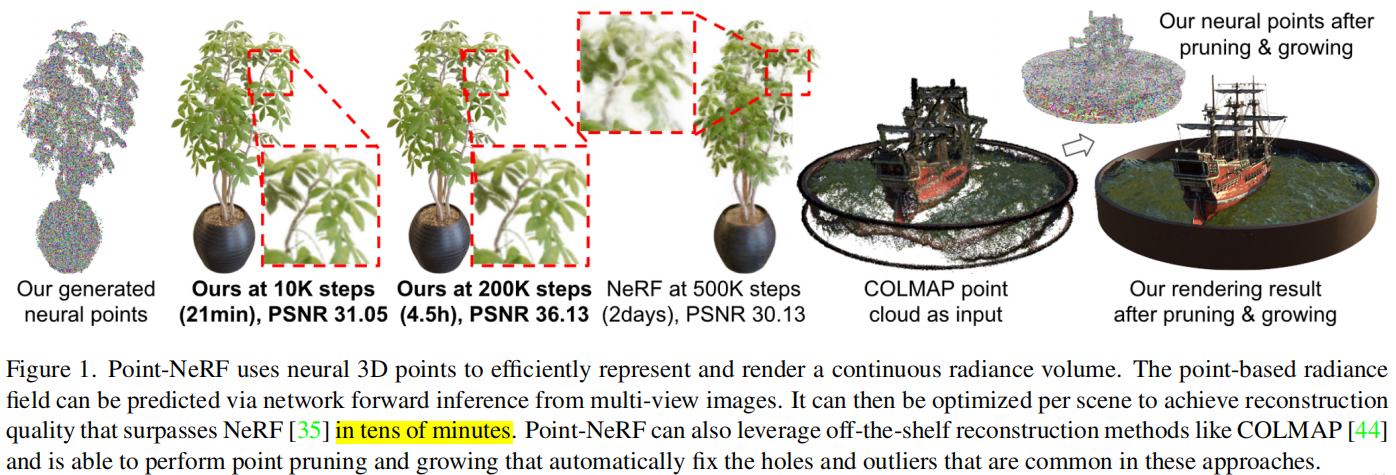 Our neural points after
pruning & growing
Our generated
neural points
Ours at 10K steps
(21min), PSNR 31.05
Ours at 200K steps
(4.5h), PSNR 36.13
NeRF at 500K steps
(2days), PSNR 30.13
COLMAP point
cloud as input
Our rendering result
after pruning & growing
Figure 1. Point-NeRF uses neural 3D points to efficiently represent and render a continuous radiance volume. The point-based radiance
field can be predicted via network forward inference from multi-view images. It can then be optimized per scene to achieve reconstruction
quality that surpasses NeRF [35] in tens of minutes. Point-NeRF can also leverage off-the-shelf reconstruction methods like COLMAP [44]
and is able to perform point pruning and growing that automatically fix the holes and outliers that are common in these approaches.